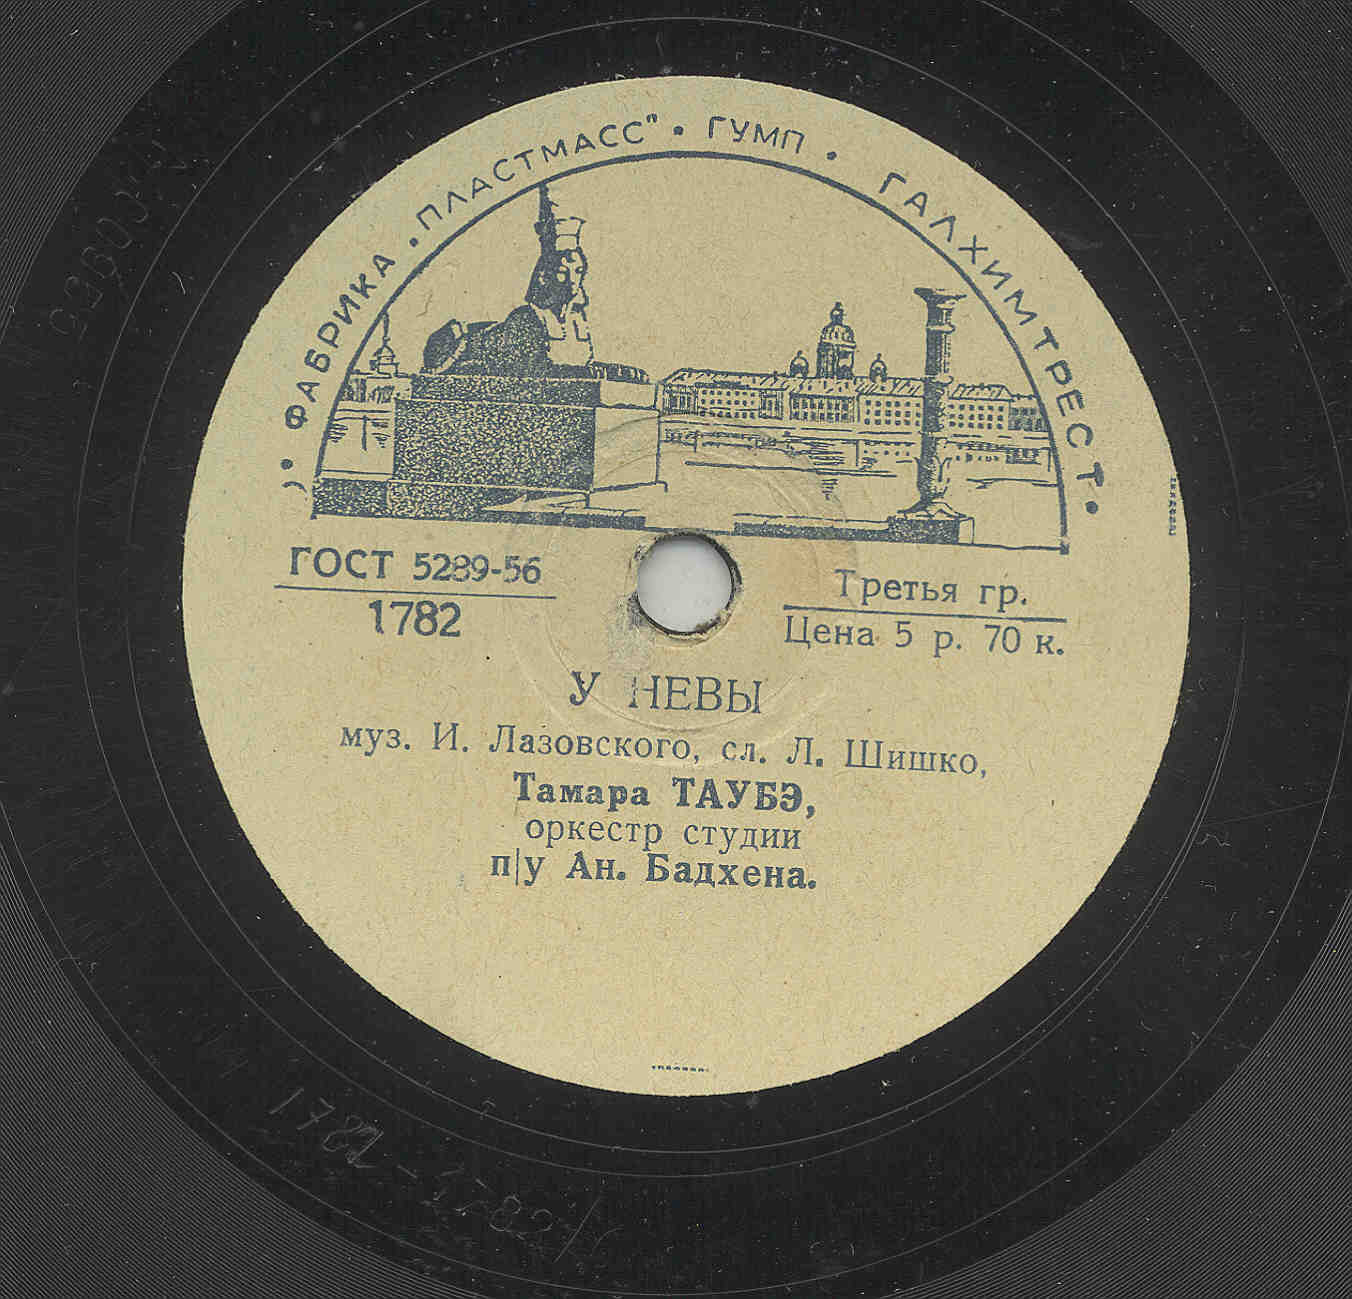 ФАБРИКА „ПЛАСТМАСС" • ГУМП • ГАЛХИМТРЕСТ •
ГОСТ 5289-56
1782
Третья гр.
Цена 5 р. 70 к.
У НЕВЫ
муз. И. Лазовского, сл. Л. Шишко,
Тамара ТАУБЭ,
оркестр студии
п/у Ан. Бадхена.